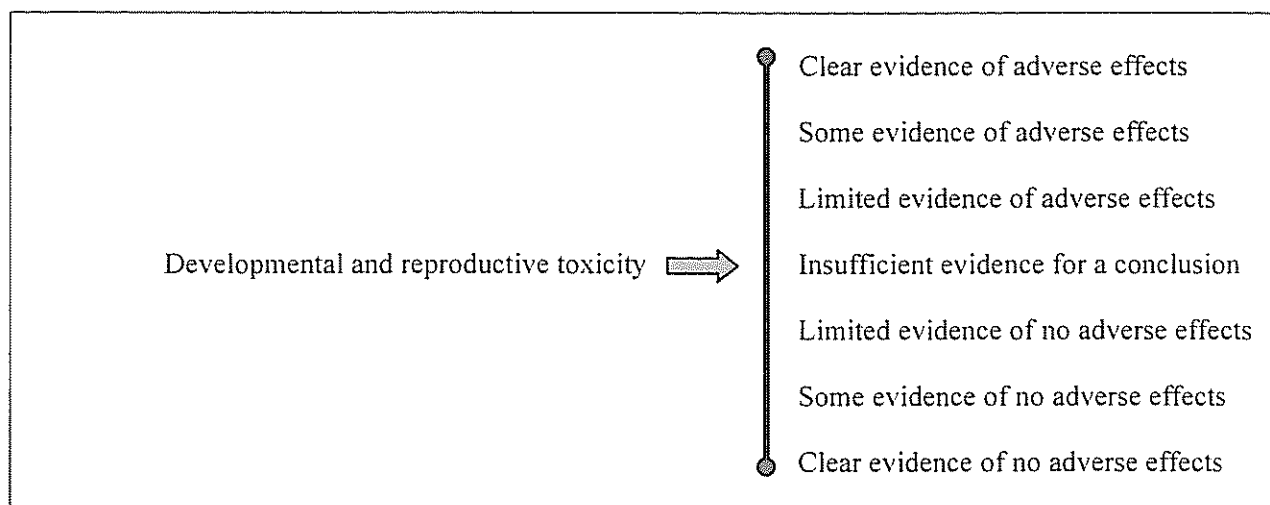 Clear evidence of adverse effects
Some evidence of adverse effects
Limited evidence of adverse effects
Developmental and reproductive toxicity
Insufficient evidence for a conclusion
Limited evidence of no adverse effects
Some evidence of no adverse effects
Clear evidence of no adverse effects